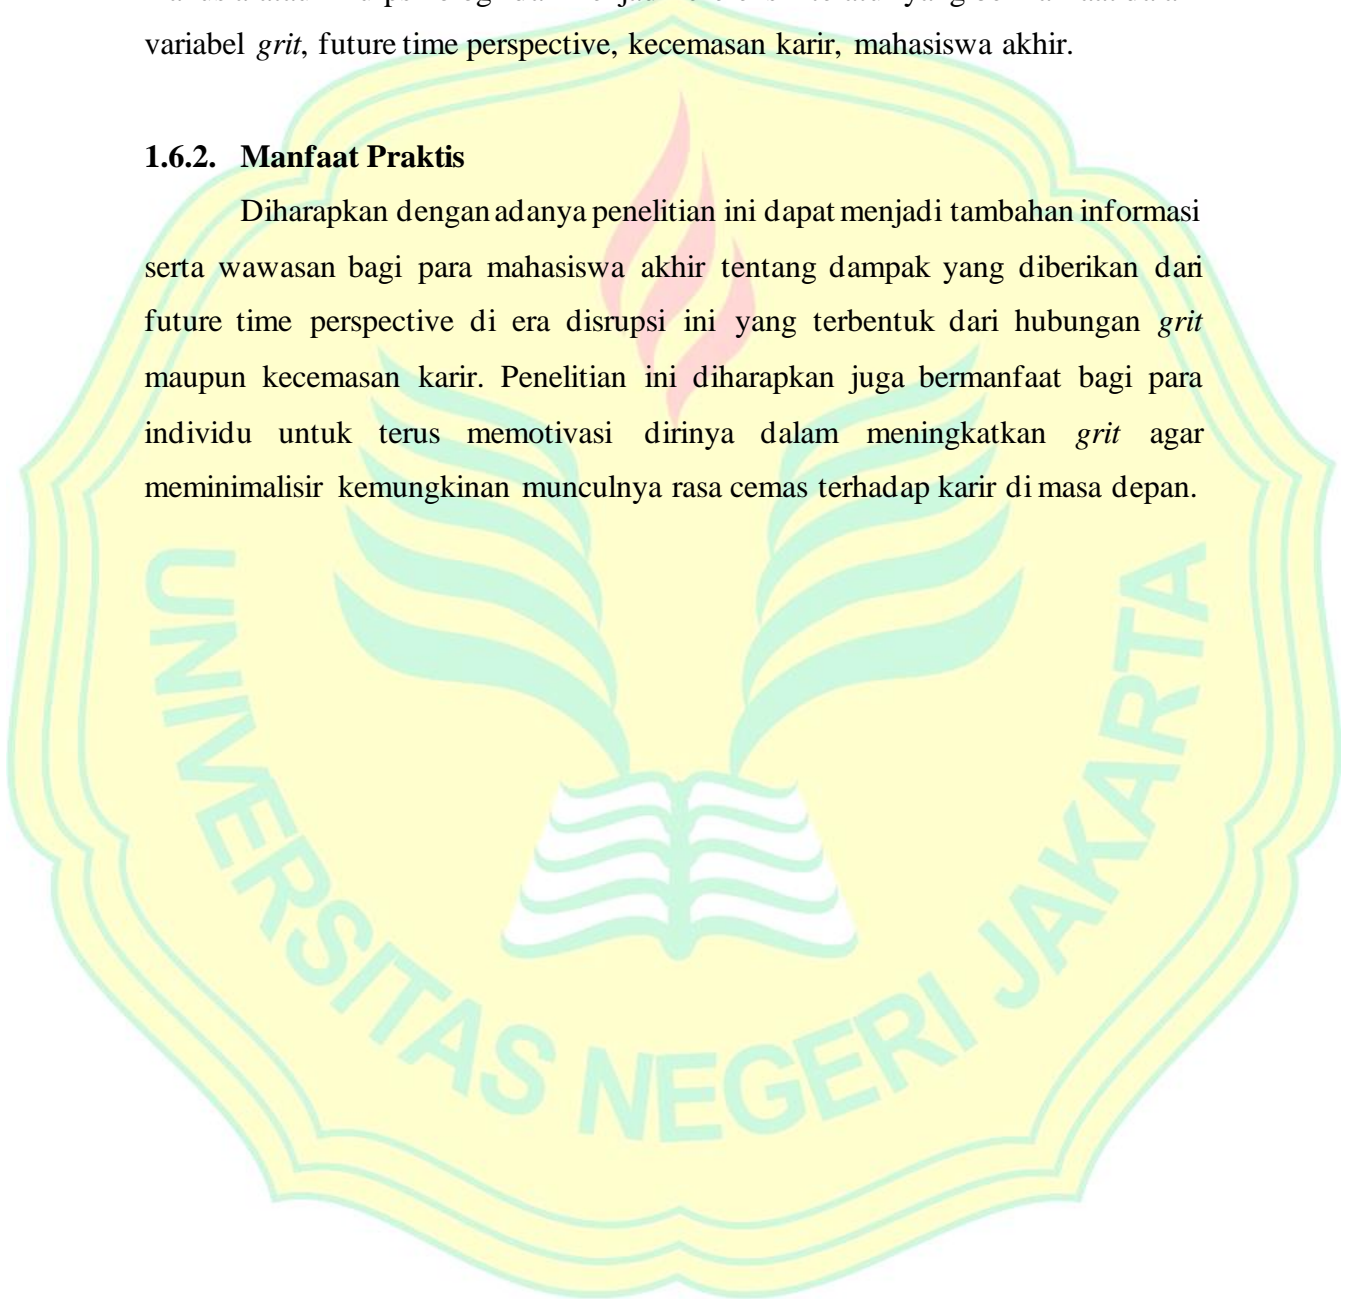 variabel grit, future time perspective, kecemasan karir, mahasiswa akhir.
1.6.2. Manfaat Praktis
Diharapkan dengan adanya penelitian ini dapat menjadi tambahan informasi
serta wawasan bagi para mahasiswa akhir tentang dampak yang diberikan dari
future time perspective di era disrupsi ini yang terbentuk dari hubungan grit
maupun kecemasan karir. Penelitian ini diharapkan juga bermanfaat bagi para
individu untuk terus memotivasi dirinya dalam meningkatkan grit agar
meminimalisir kemungkinan munculnya rasa cemas terhadap karir di masa depan.
UNIVERSITAS NEGERI JAKARTA